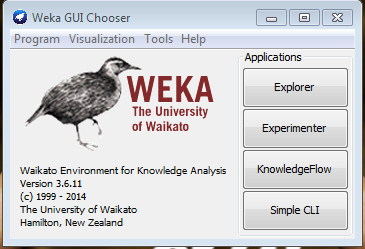 Weka GUI Chooser
Program Visualization Tools Help
WEKA
The University
of Waikato
Waikato Environment for Knowledge Analysis
Version 3.6.11
(c) 1999 - 2014
The University of Waikato
Hamilton, New Zealand
Applications
Explorer
Experimenter
KnowledgeFlow
Simple CLI